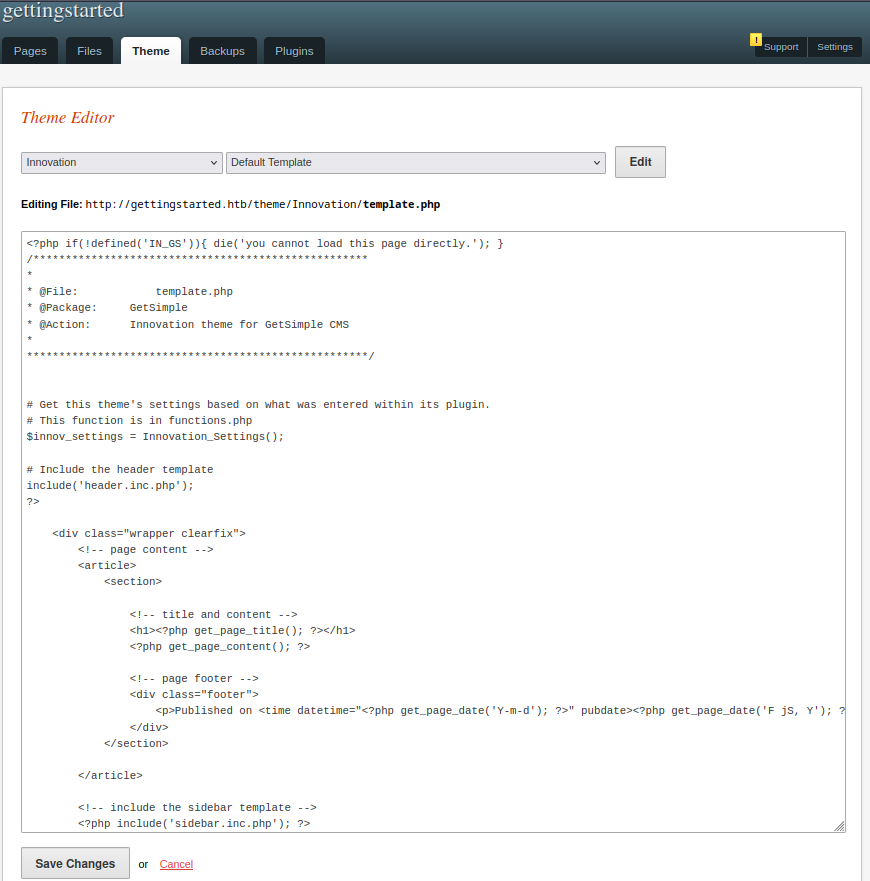 gettingstarted
Pages Files Theme Backups Plugins ! Support Settings
Theme Editor
Innovation Default Template Edit
Editing File: http://gettingstarted.htb/theme/Innovation/template.php
<?php if(!defined('IN_GS')){ die('you cannot load this page directly.'); }
/****************************************************
*
* @File: template.php
* @Package: GetSimple
* @Action: Innovation theme for GetSimple CMS
*
*****************************************************/
# Get this theme's settings based on what was entered within its plugin.
# This function is in functions.php
$innov_settings = Innovation_Settings();
# Include the header template
include('header.inc.php');
?>
<div class="wrapper clearfix">
<!-- page content -->
<article>
<section>
<!-- title and content -->
<h1><?php get_page_title(); ?></h1>
<?php get_page_content(); ?>
<!-- page footer -->
<div class="footer">
<p>Published on <time datetime="<?php get_page_date('Y-m-d'); ?>" pubdate><?php get_page_date('F jS, Y'); ?
</div>
</section>
</article>
<!-- include the sidebar template -->
<?php include('sidebar.inc.php'); ?>
Save Changes or Cancel